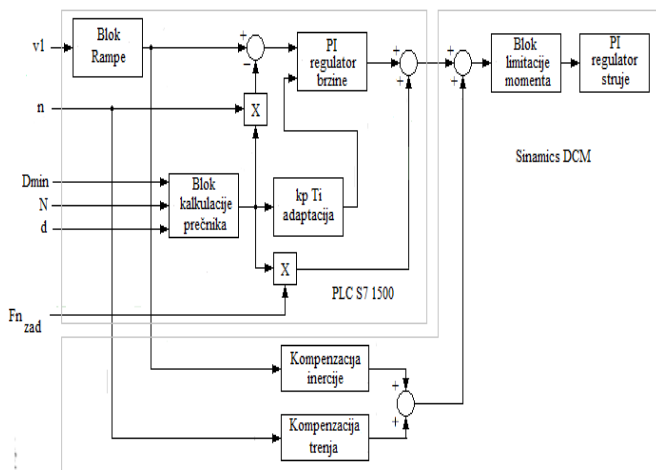 v1
Blok
Rampe
PI
regulator
brzine
Blok
limitacije
momenta
PI
regulator
struje
n
X
Sinamics DCM
Dmin
N
d
Blok
kalkulacije
prečnika
kp Ti
adaptacija
X
PLC S7 1500
Fn zad
Kompenzacija
inercije
Kompenzacija
trenja